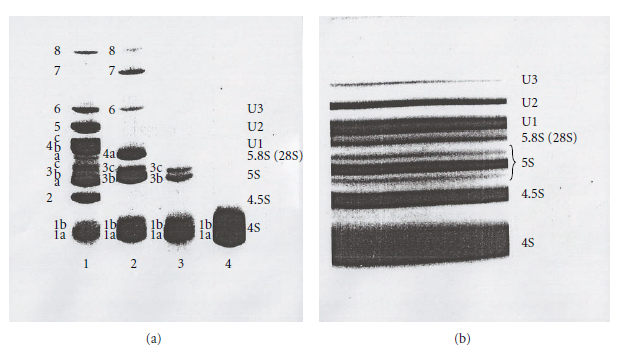 8 8
7
6 6 U3
5 U2
c
4b U1
a 4a 5.8S (28S)
c 3c 3c
3b 3b 3b 5S
a
2 4.5S
1b 1b 1b 1b
1a 1a 1a 1a 4S
1 2 3 4
(a)
U3
U2
U1
5.8S (28S)
5S
4.5S
4S
(b)